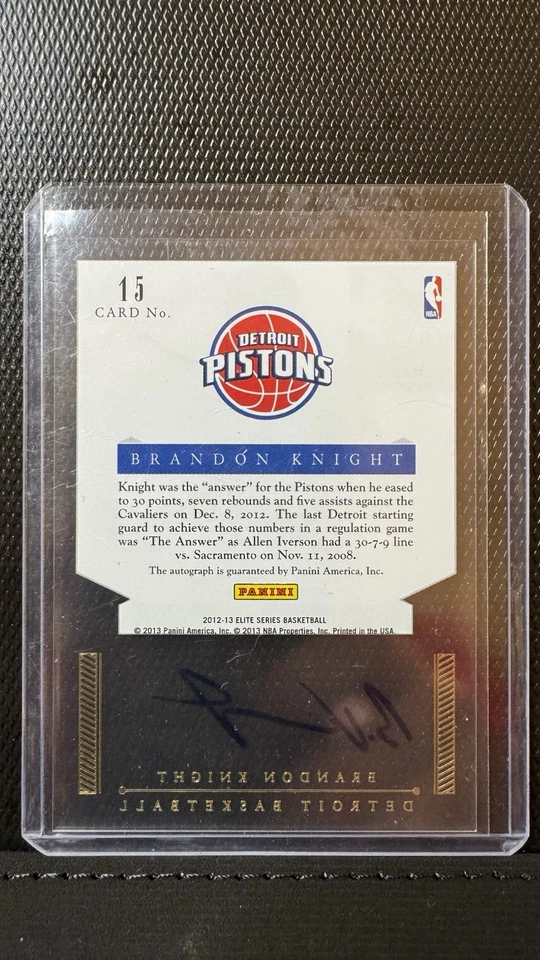 15
CARD No.
NBA
DETROIT
PISTONS
BRANDON KNIGHT
Knight was the “answer” for the Pistons when he eased
to 30 points, seven rebounds and five assists against the
Cavaliers on Dec. 8, 2012. The last Detroit starting
guard to achieve those numbers in a regulation game
was “The Answer” as Allen Iverson had a 30-7-9 line
vs. Sacramento on Nov. 11, 2008.
The autograph is guaranteed by Panini America, Inc.
PANINI
2012-13 ELITE SERIES BASKETBALL
© 2013 Panini America, Inc. © 2013 NBA Properties, Inc. Printed in the USA.
BRANDON KNIGHT
DETROIT BASKETBALL